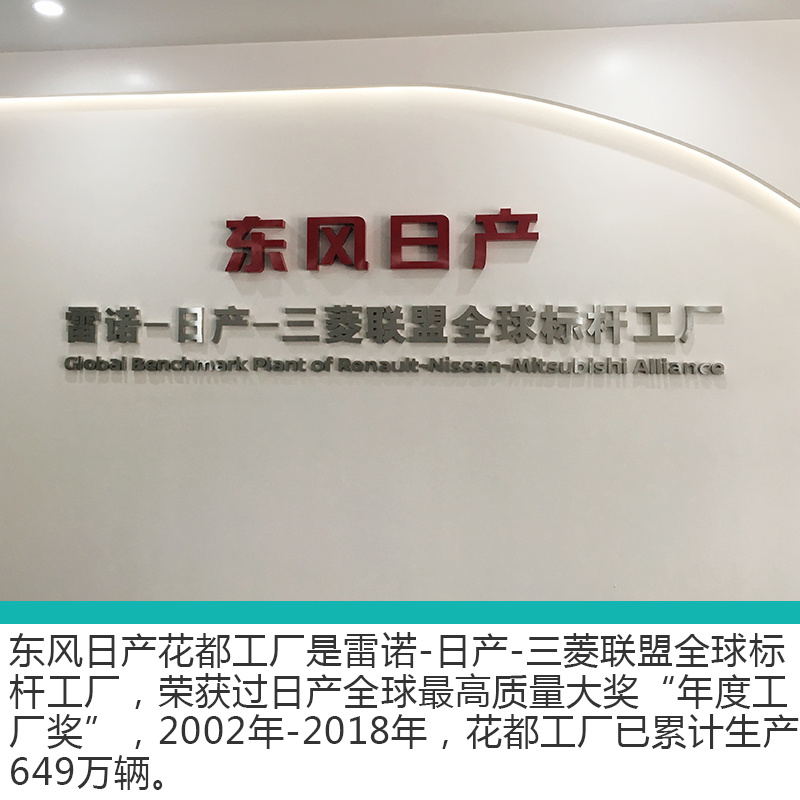 东风日产
雷诺-日产-三菱联盟全球标杆工厂
Global Benchmark Plant of Renault-Nissan-Mitsubishi Alliance
东风日产花都工厂是雷诺-日产-三菱联盟全球标
杆工厂，荣获过日产全球最高质量大奖“年度工
厂奖”，2002年-2018年，花都工厂已累计生产
649万辆。